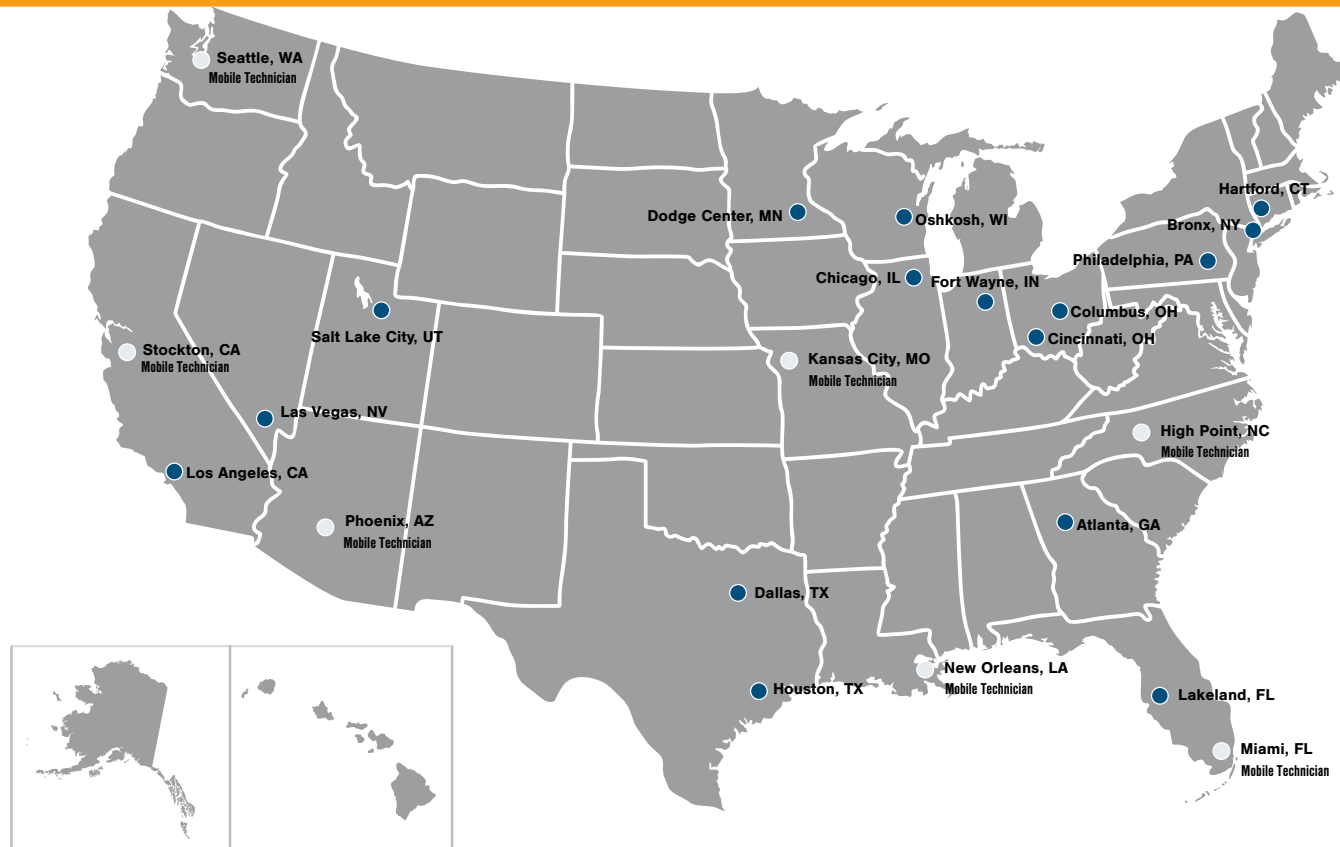 Seattle, WA
Mobile Technician
Hartford, CT
Dodge Center, MN
Oshkosh, WI
Bronx, NY
Philadelphia, PA
Chicago, IL
Fort Wayne, IN
Columbus, OH
Salt Lake City, UT
Cincinnati, OH
Stockton, CA
Mobile Technician
Kansas City, MO
Mobile Technician
Las Vegas, NV
High Point, NC
Mobile Technician
Los Angeles, CA
Phoenix, AZ
Mobile Technician
Atlanta, GA
Dallas, TX
New Orleans, LA
Mobile Technician
Houston, TX
Lakeland, FL
Miami, FL
Mobile Technician